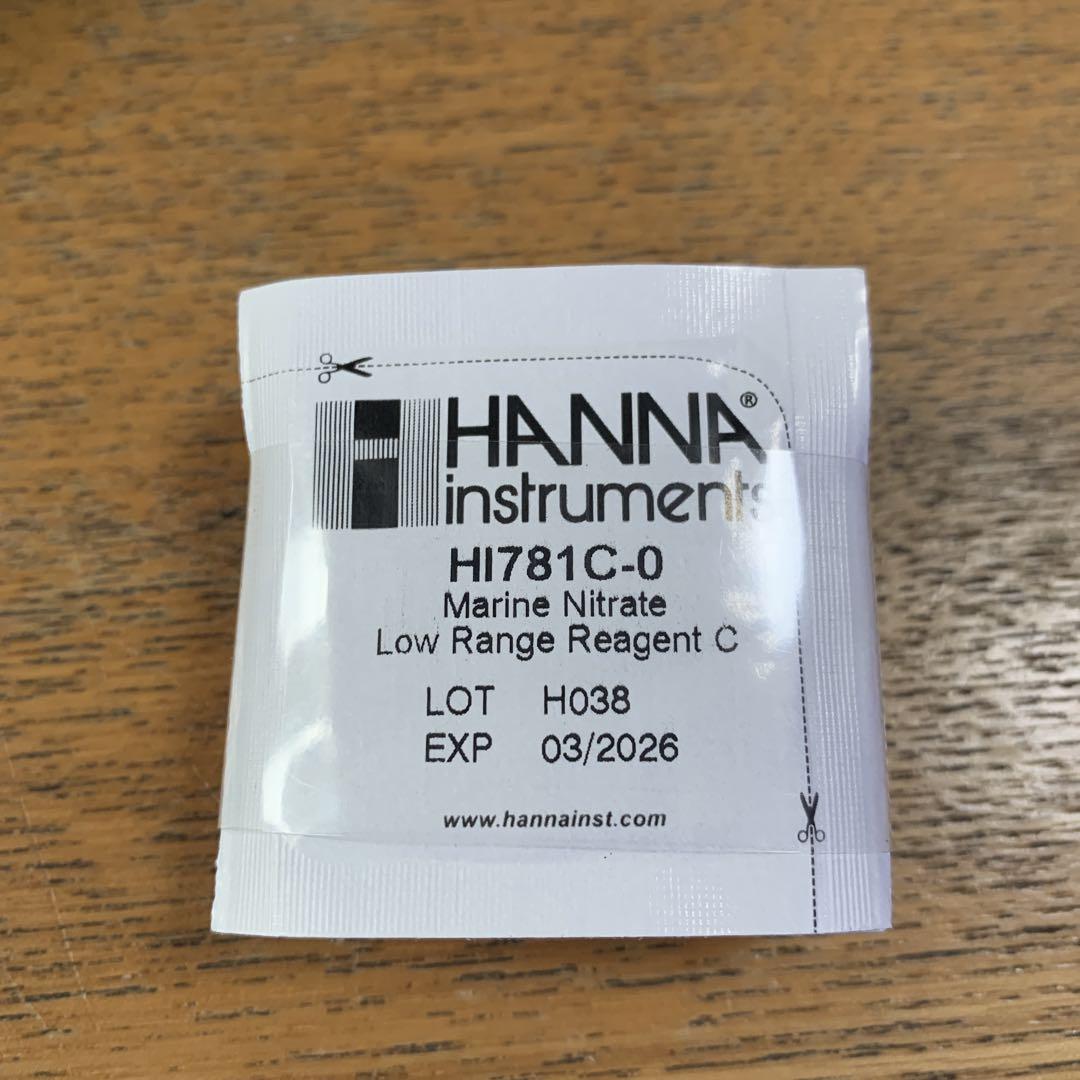 HANNA®
instruments
HI781C-0
Marine Nitrate
Low Range Reagent C
LOT H038
EXP 03/2026
www.hannainst.com